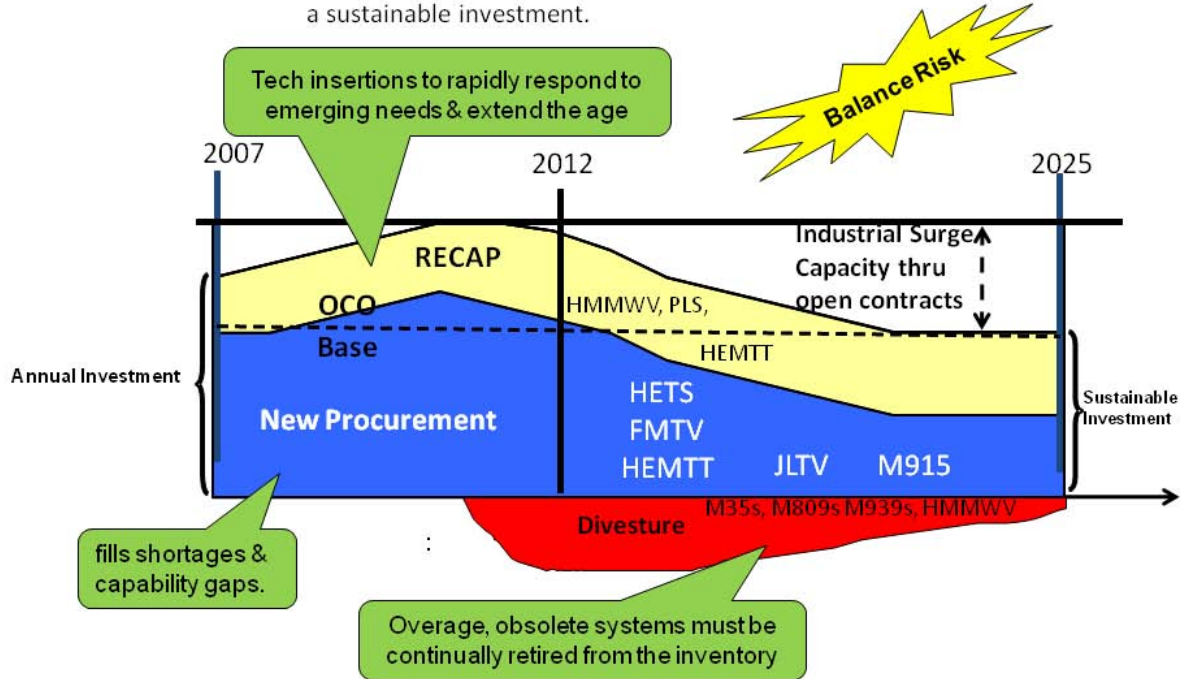 a sustainable investment.
Tech insertions to rapidly respond to
emerging needs & extend the age
Balance Risk
2007
2012
2025
Industrial Surge
Capacity thru
open contracts
RECAP
OCO
HMMWV, PLS,
Base
HEMTT
Annual Investment
Sustainable
Investment
New Procurement
HETS
FMTV
HEMTT
JLTV
M915
M35s, M809s M939s, HMMWV
Divesture
:
fills shortages &
capability gaps.
Overage, obsolete systems must be
continually retired from the inventory